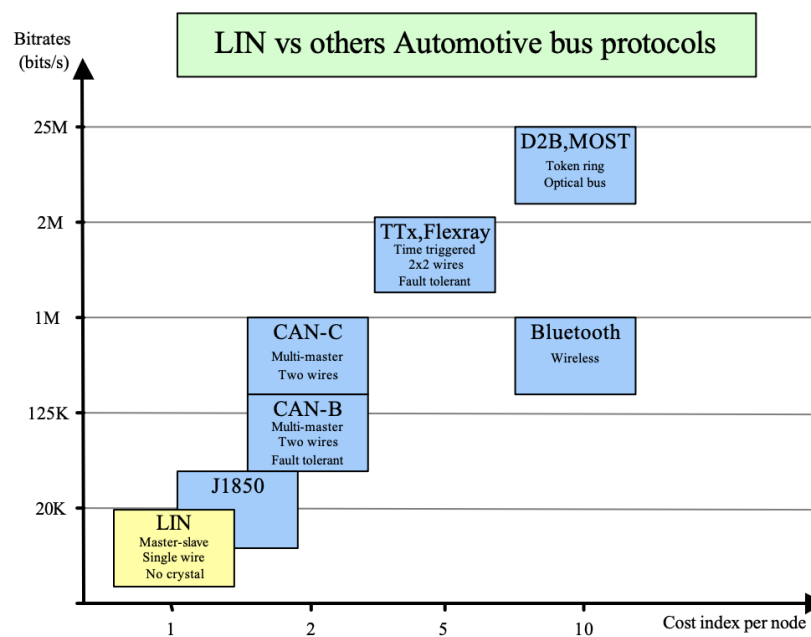 LIN vs others Automotive bus protocols
Bitrates
(bits/s)
25M
D2B,MOST
Token ring
Optical bus
2M
TTx,Flexray
Time triggered
2x2 wires
Fault tolerant
1M
CAN-C
Multi-master
Two wires
Bluetooth
Wireless
125K
CAN-B
Multi-master
Two wires
Fault tolerant
J1850
20K
LIN
Master-slave
Single wire
No crystal
1
2
5
10
Cost index per node